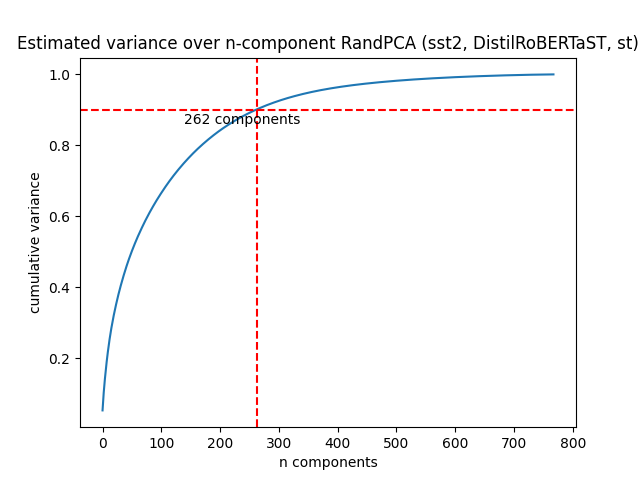 Estimated variance over n-component RandPCA (sst2, DistilRoBERTaST, st)
1.0
0.8
0.6
0.4
0.2
cumulative variance
262 components
0 100 200 300 400 500 600 700 800
n components